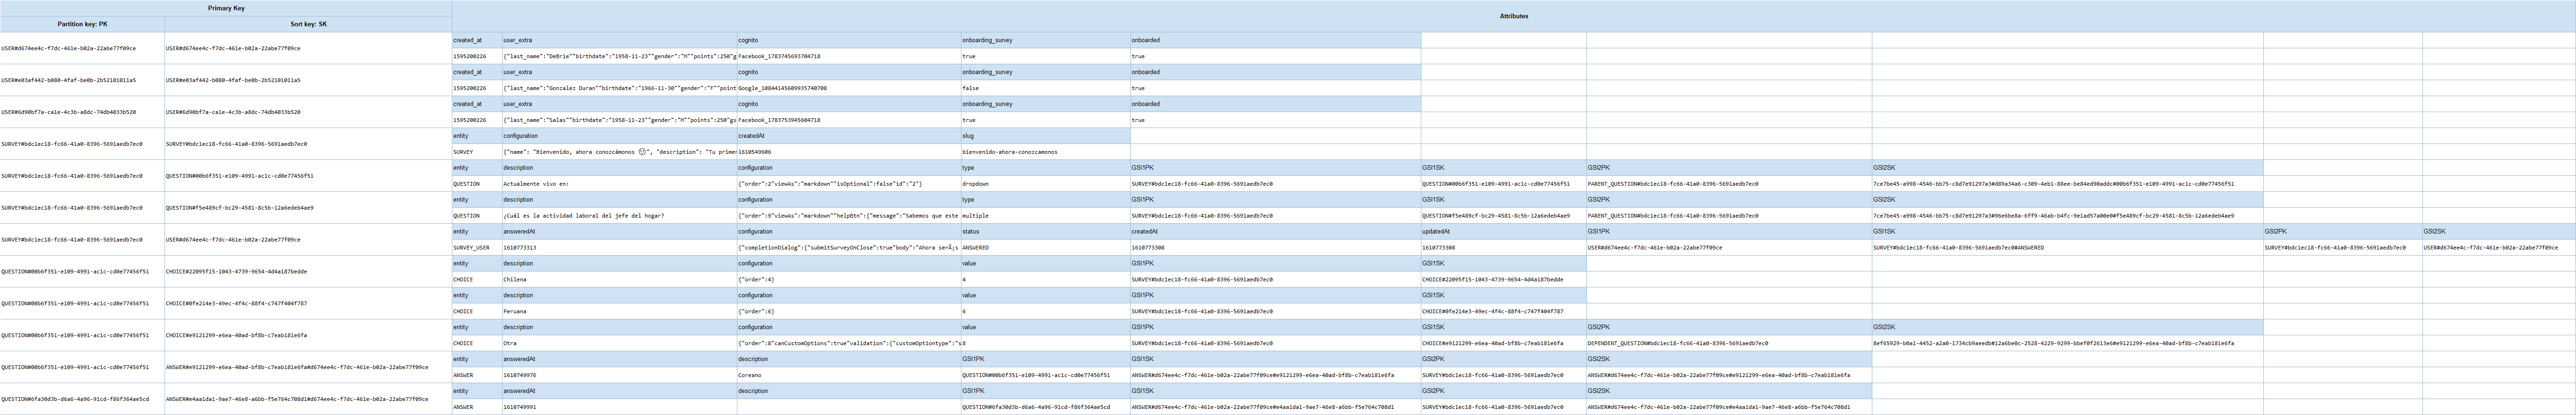 Primary Key
Attributes
Partition key: PK Sort key: SK
USER#d674ee4c-f7dc-461e-b02a-22abe77f09ce USER#d674ee4c-f7dc-461e-b02a-22abe77f09ce
created_at user_extra cognito onboarding_survey onboarded
1595200226 {"last_name":"DeBrie""birthdate":"1958-11-23""gender":"M""points":250"g Facebook_1783745693704718 true true
USER#e03af442-b080-4faf-be0b-2b52101011a5 USER#e03af442-b080-4faf-be0b-2b52101011a5
created_at user_extra cognito onboarding_survey onboarded
1595200226 {"last_name":"Gonzalez Duran""birthdate":"1966-11-30""gender":"F""point Google_10844145609935740708 false true
USER#6d90bf7a-ca1e-4c3b-a8dc-74db4033b520 USER#6d90bf7a-ca1e-4c3b-a8dc-74db4033b520
created_at user_extra cognito onboarding_survey onboarded
1595200226 {"last_name":"Salas""birthdate":"1958-11-23""gender":"M""points":250"gs Facebook_1783753945604718 true true
SURVEY#bdc1ec18-fc66-41a0-8396-5691aedb7ec0 SURVEY#bdc1ec18-fc66-41a0-8396-5691aedb7ec0
entity configuration createdAt slug
SURVEY {"name": "Bienvenido, ahora conozcámonos 😊", "description": "Tu primer 1610549606 bienvenido-ahora-conozcamonos
SURVEY#bdc1ec18-fc66-41a0-8396-5691aedb7ec0 QUESTION#00b6f351-e109-4991-ac1c-cd0e77456f51
entity description configuration type GSI1PK GSI1SK GSI2PK GSI2SK
QUESTION Actualmente vivo en: {"order":2"viewAs":"markdown""isOptional":false"id":"2"} dropdown SURVEY#bdc1ec18-fc66-41a0-8396-5691aedb7ec0 QUESTION#00b6f351-e109-4991-ac1c-cd0e77456f51 PARENT_QUESTION#bdc1ec18-fc66-41a0-8396-5691aedb7ec0 7ce7be45-a998-4546-bb75-c8d7e91297a3#d89a34a6-c309-4eb1-88ee-be84ed90addc#00b6f351-e109-4991-ac1c-cd0e77456f51
SURVEY#bdc1ec18-fc66-41a0-8396-5691aedb7ec0 QUESTION#f5e489cf-bc29-4581-8c5b-12a6edeb4ae9
entity description configuration type GSI1PK GSI1SK GSI2PK GSI2SK
QUESTION ¿Cuál es la actividad laboral del jefe del hogar? {"order":9"viewAs":"markdown""helpBtn":{"message":"Sabemos que este multiple SURVEY#bdc1ec18-fc66-41a0-8396-5691aedb7ec0 QUESTION#f5e489cf-bc29-4581-8c5b-12a6edeb4ae9 PARENT_QUESTION#bdc1ec18-fc66-41a0-8396-5691aedb7ec0 7ce7be45-a998-4546-bb75-c8d7e91297a3#96e6be8a-6ff9-46ab-b4fc-9e1ad57a00e0#f5e489cf-bc29-4581-8c5b-12a6edeb4ae9
SURVEY#bdc1ec18-fc66-41a0-8396-5691aedb7ec0 USER#d674ee4c-f7dc-461e-b02a-22abe77f09ce
entity answeredAt configuration status createdAt updatedAt GSI1PK GSI1SK GSI2PK GSI2SK
SURVEY_USER 1610773313 {"completionDialog":{"submitSurveyOnClose":true"body":"Ahora serÃ¡s ANSWERED 1610773308 1610773308 USER#d674ee4c-f7dc-461e-b02a-22abe77f09ce SURVEY#bdc1ec18-fc66-41a0-8396-5691aedb7ec0#ANSWERED SURVEY#bdc1ec18-fc66-41a0-8396-5691aedb7ec0 USER#d674ee4c-f7dc-461e-b02a-22abe77f09ce
QUESTION#00b6f351-e109-4991-ac1c-cd0e77456f51 CHOICE#22095f15-1043-4739-9654-4d4a187bedde
entity description configuration value GSI1PK GSI1SK
CHOICE Chilena {"order":4} 4 SURVEY#bdc1ec18-fc66-41a0-8396-5691aedb7ec0 CHOICE#22095f15-1043-4739-9654-4d4a187bedde
QUESTION#00b6f351-e109-4991-ac1c-cd0e77456f51 CHOICE#0fe214e3-49ec-4f4c-88f4-c747f404f787
entity description configuration value GSI1PK GSI1SK
CHOICE Peruana {"order":6} 6 SURVEY#bdc1ec18-fc66-41a0-8396-5691aedb7ec0 CHOICE#0fe214e3-49ec-4f4c-88f4-c747f404f787
QUESTION#00b6f351-e109-4991-ac1c-cd0e77456f51 CHOICE#e9121299-e6ea-40ad-bf8b-c7eab181e6fa
entity description configuration value GSI1PK GSI1SK GSI2PK GSI2SK
CHOICE Otra {"order":8"canCustomOptions":true"validation":{"customOptiontype":"s 8 SURVEY#bdc1ec18-fc66-41a0-8396-5691aedb7ec0 CHOICE#e9121299-e6ea-40ad-bf8b-c7eab181e6fa DEPENDENT_QUESTION#bdc1ec18-fc66-41a0-8396-5691aedb7ec0 8ef65929-b0a1-4452-a2a0-1734cb9aeedb#12a6be0c-2528-4229-9299-bbef0f2613e6#e9121299-e6ea-40ad-bf8b-c7eab181e6fa
QUESTION#00b6f351-e109-4991-ac1c-cd0e77456f51 ANSWER#e9121299-e6ea-40ad-bf8b-c7eab181e6fa#d674ee4c-f7dc-461e-b02a-22abe77f09ce
entity answeredAt description GSI1PK GSI1SK GSI2PK GSI2SK
ANSWER 1610749976 Coreano QUESTION#00b6f351-e109-4991-ac1c-cd0e77456f51 ANSWER#d674ee4c-f7dc-461e-b02a-22abe77f09ce#e9121299-e6ea-40ad-bf8b-c7eab181e6fa SURVEY#bdc1ec18-fc66-41a0-8396-5691aedb7ec0 ANSWER#d674ee4c-f7dc-461e-b02a-22abe77f09ce#e9121299-e6ea-40ad-bf8b-c7eab181e6fa
QUESTION#6fa30d3b-d6a6-4a96-91cd-f86f364ae5cd ANSWER#e4aa1da1-9ae7-46e8-a6bb-f5e764c708d1#d674ee4c-f7dc-461e-b02a-22abe77f09ce
entity answeredAt description GSI1PK GSI1SK GSI2PK GSI2SK
ANSWER 1610749991 QUESTION#6fa30d3b-d6a6-4a96-91cd-f86f364ae5cd ANSWER#d674ee4c-f7dc-461e-b02a-22abe77f09ce#e4aa1da1-9ae7-46e8-a6bb-f5e764c708d1 SURVEY#bdc1ec18-fc66-41a0-8396-5691aedb7ec0 ANSWER#d674ee4c-f7dc-461e-b02a-22abe77f09ce#e4aa1da1-9ae7-46e8-a6bb-f5e764c708d1